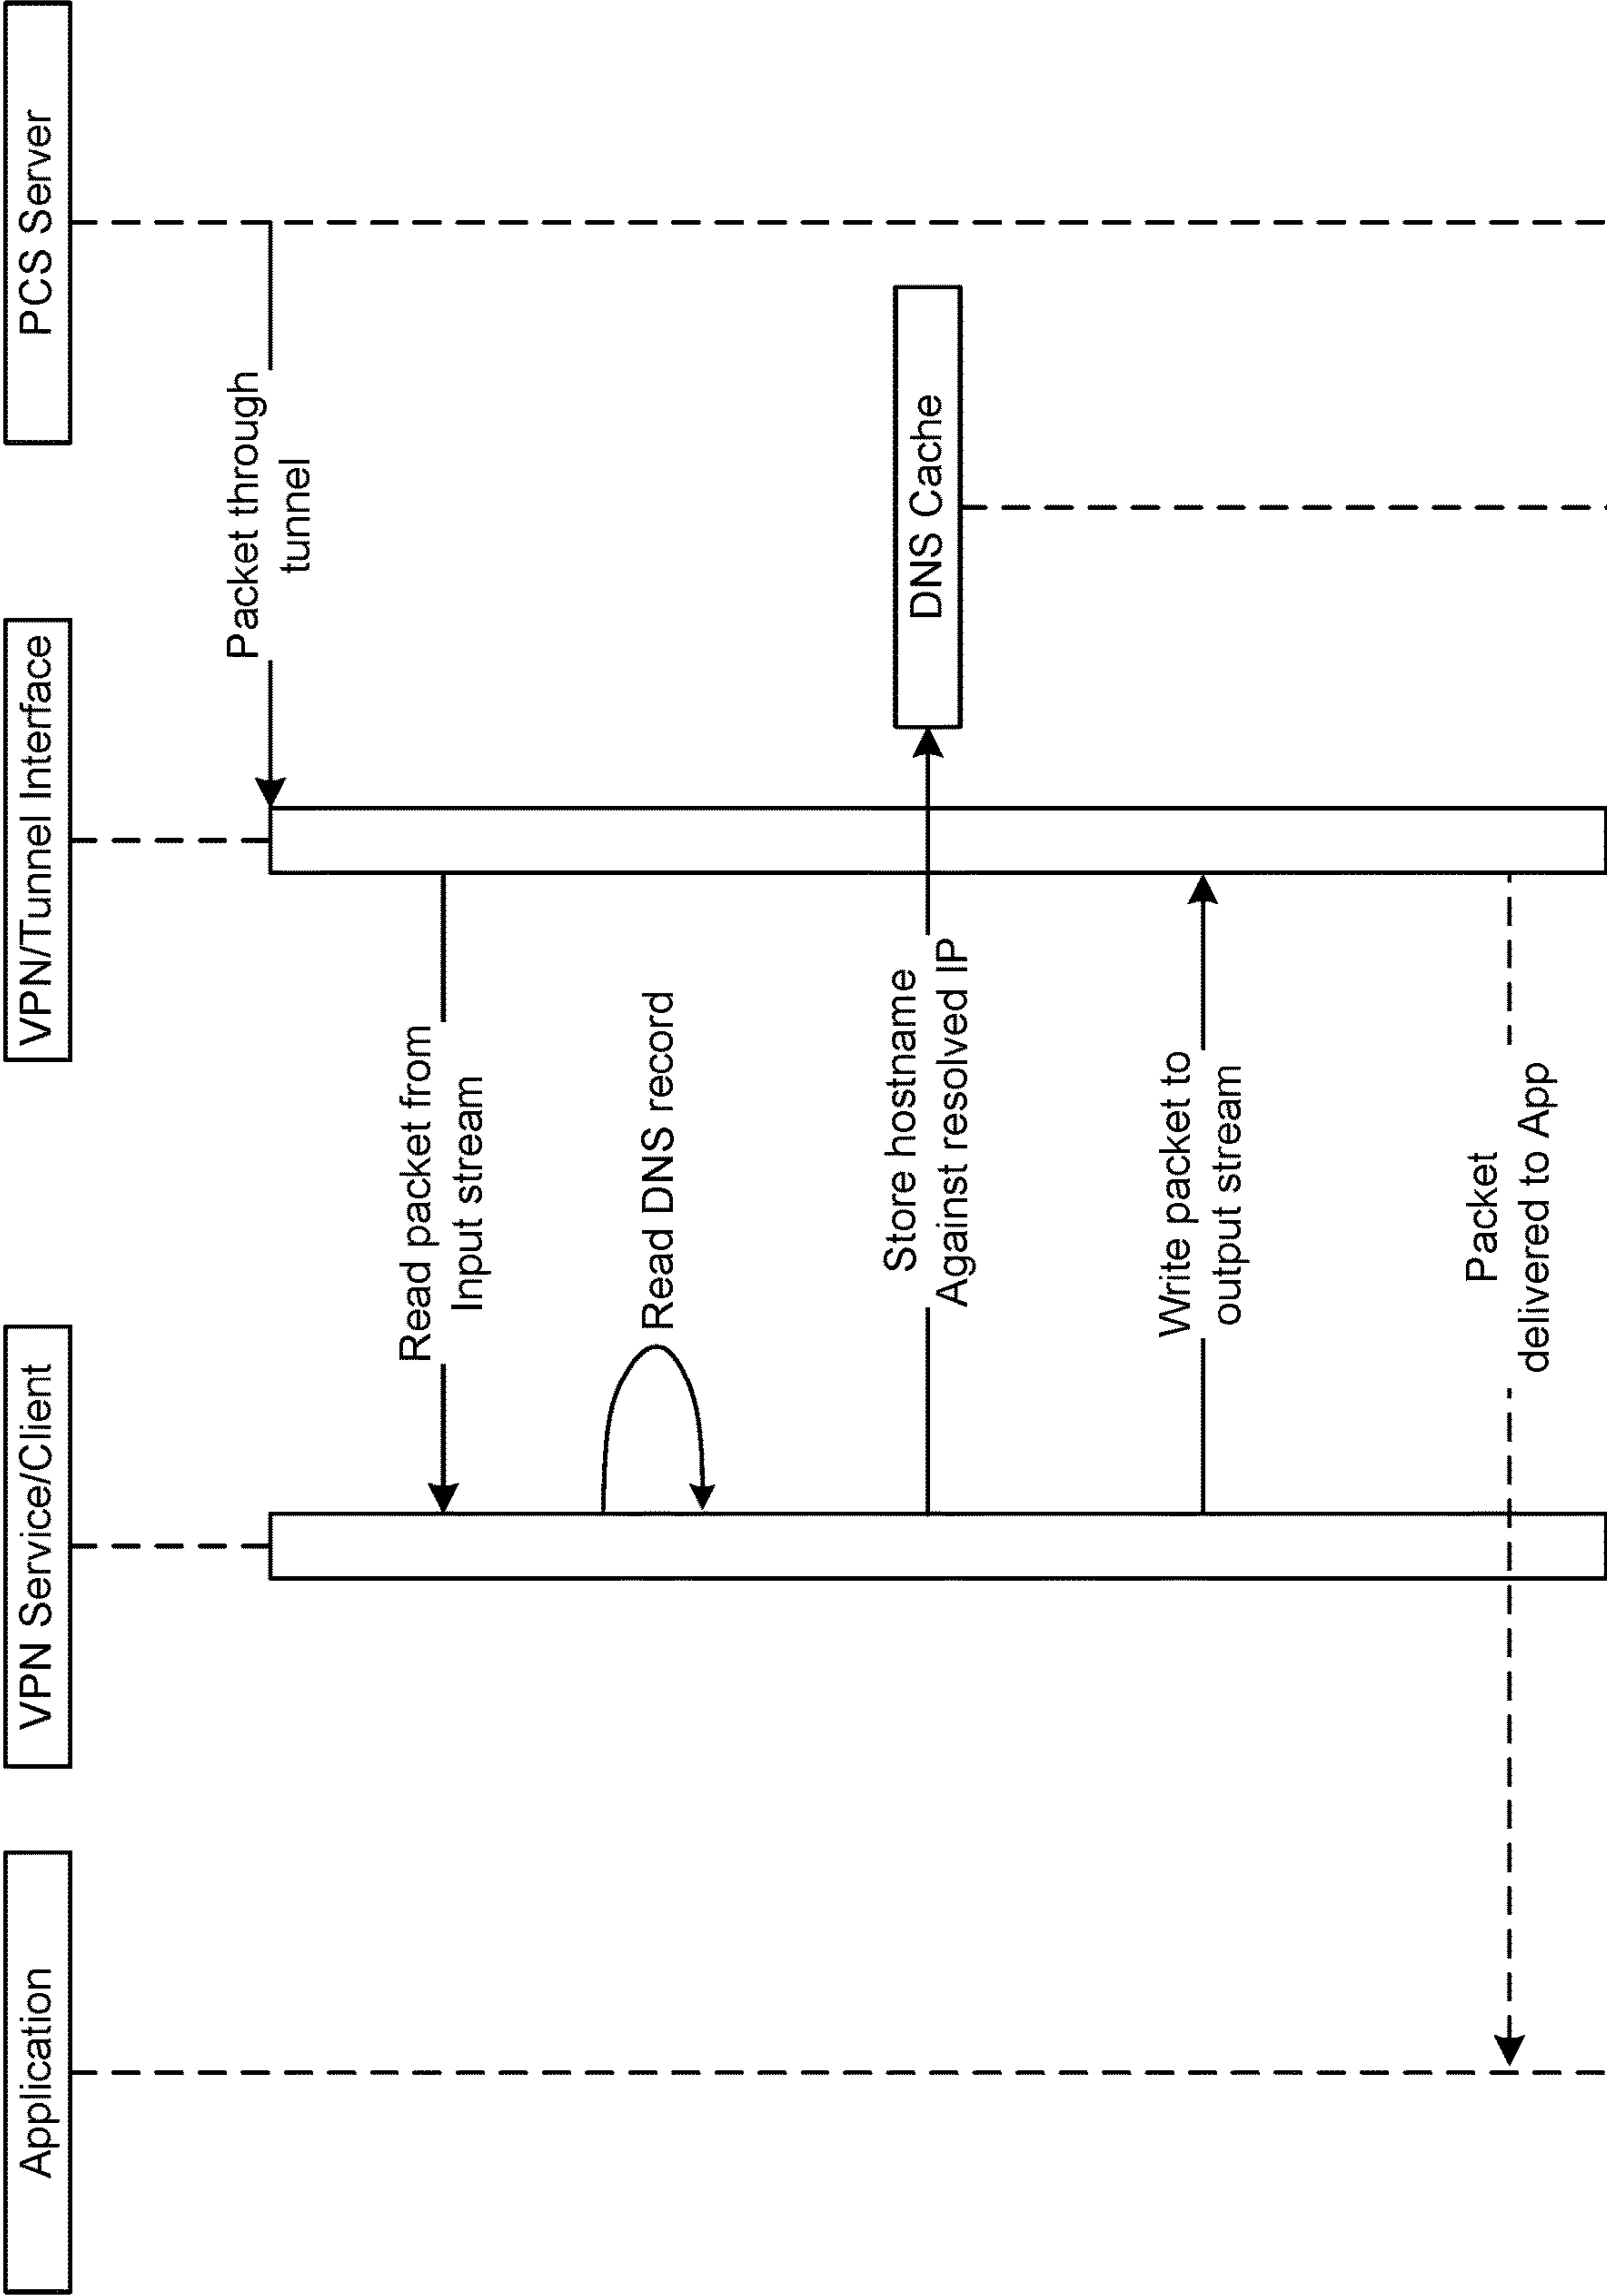 Application
VPN Service/Client
VPN/Tunnel Interface
PCS Server
Packet through
tunnel
Read packet from
Input stream
Read DNS record
Store hostname
Against resolved IP
DNS Cache
Write packet to
output stream
Packet
delivered to App